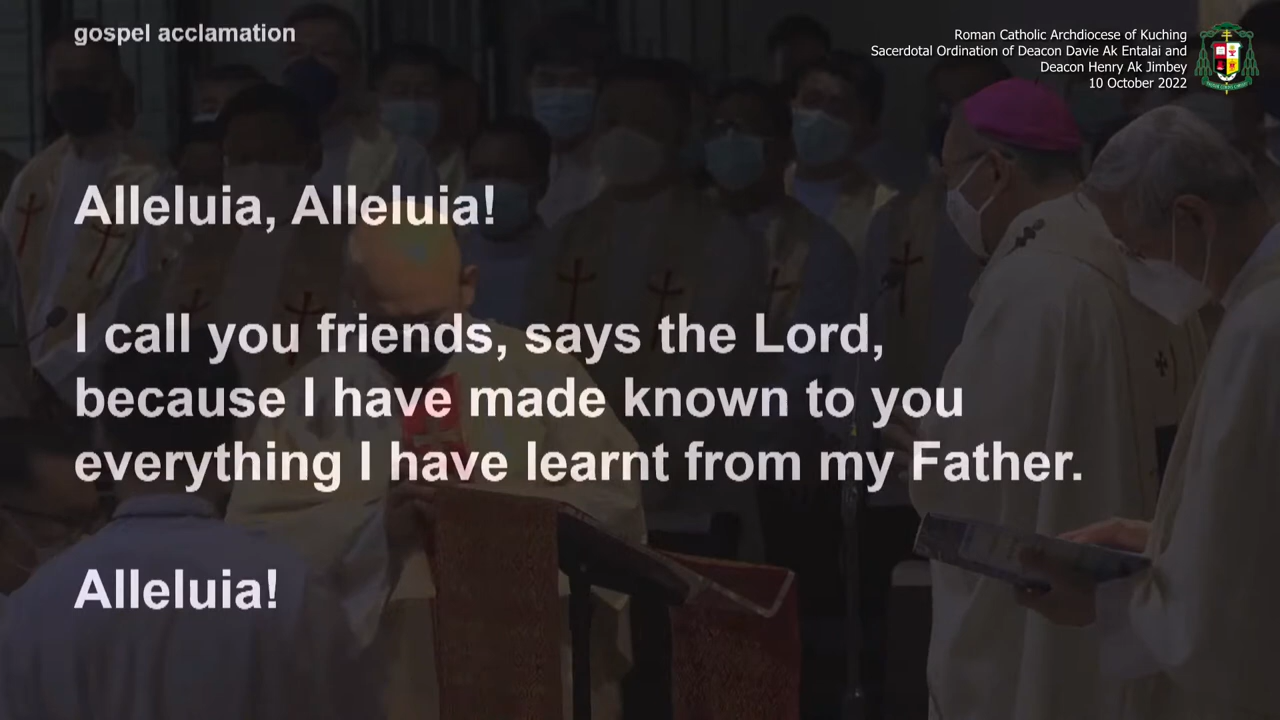 gospel acclamation
Roman Catholic Archdiocese of Kuching
Sacerdotal Ordination of Deacon Davie Ak Entalai and
Deacon Henry Ak Jimbey
10 October 2022
Alleluia, Alleluia!
I call you friends, says the Lord,
because I have made known to you
everything I have learnt from my Father.
Alleluia!